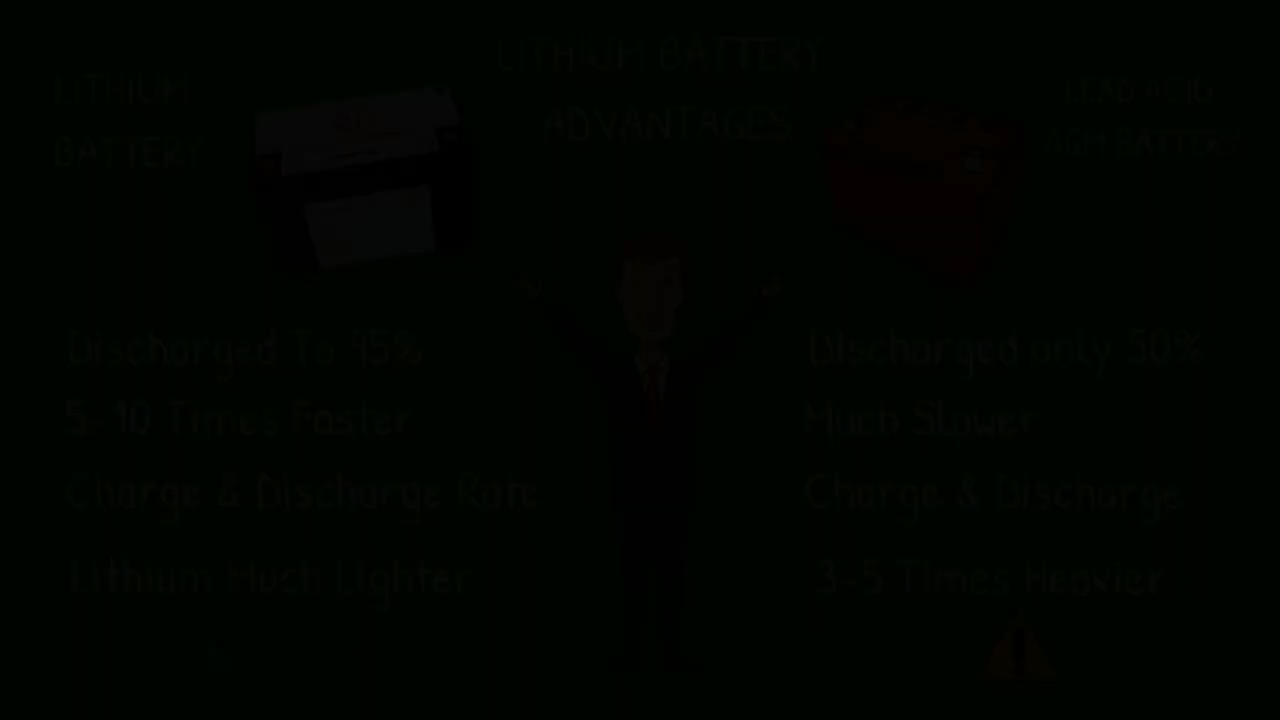 LITHIUM BATTERY
ADVANTAGES
LITHIUM
BATTERY
LEAD ACID
AGM BATTERY
Discharged To 95%
5-10 Times Faster
Charge & Discharge Rate
Lithium Much Lighter
Discharged only 50%
Much Slower
Charge & Discharge
3-5 Times Heavier